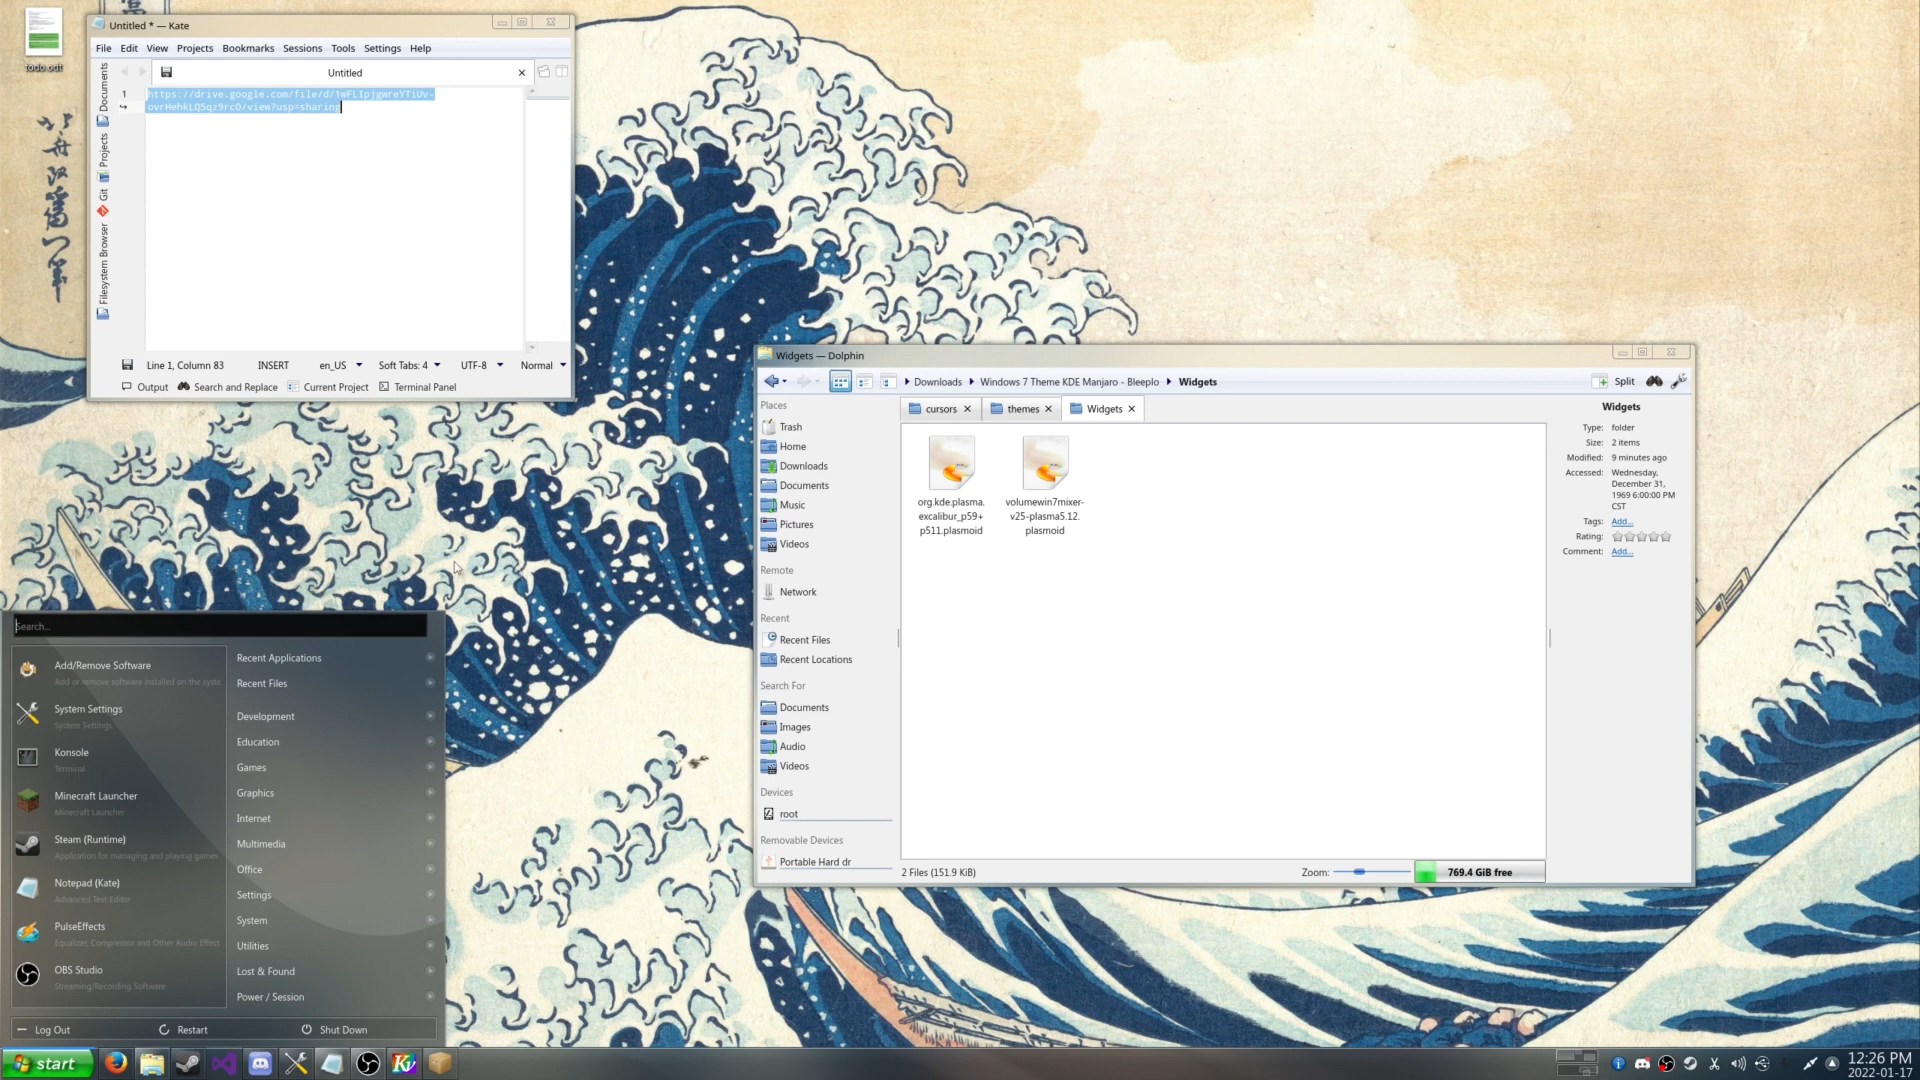 todo.odt
Untitled * — Kate
File Edit View Projects Bookmarks Sessions Tools Settings Help
Untitled
Documents
Projects
Git
Filesystem Browser
1
https://drive.google.com/file/d/1wFLIpjgwreYTiUv-
ovrHehkLQ5qz9rcO/view?usp=sharing
Line 1, Column 83 INSERT en_US Soft Tabs: 4 UTF-8 Normal
Output Search and Replace Current Project Terminal Panel
Widgets — Dolphin
Downloads Windows 7 Theme KDE Manjaro - Bleeplo Widgets
Split
cursors themes Widgets
Places
Trash
Home
Downloads
Documents
Music
Pictures
Videos
Remote
Network
Recent
Recent Files
Recent Locations
Search For
Documents
Images
Audio
Videos
Devices
root
Removable Devices
Portable Hard dr
org.kde.plasma.
excalibur_p59+
p511.plasmoid
volumewin7mixer-
v25-plasma5.12.
plasmoid
2 Files (151.9 KiB)
Zoom:
769.4 GiB free
Widgets
Type: folder
Size: 2 items
Modified: 9 minutes ago
Accessed: Wednesday,
December 31,
1969 6:00:00 PM
CST
Tags: Add...
Rating:
Comment: Add...
Search...
Add/Remove Software
Add or remove software installed on the syste
System Settings
System Settings
Konsole
Terminal
Minecraft Launcher
Minecraft Launcher
Steam (Runtime)
Application for managing and playing games
Notepad (Kate)
Advanced Text Editor
PulseEffects
Equalizer, Compressor and Other Audio Effect
OBS Studio
Streaming/Recording Software
Recent Applications
Recent Files
Development
Education
Games
Graphics
Internet
Multimedia
Office
Settings
System
Utilities
Lost & Found
Power / Session
Log Out Restart Shut Down
start
12:26 PM
2022-01-17